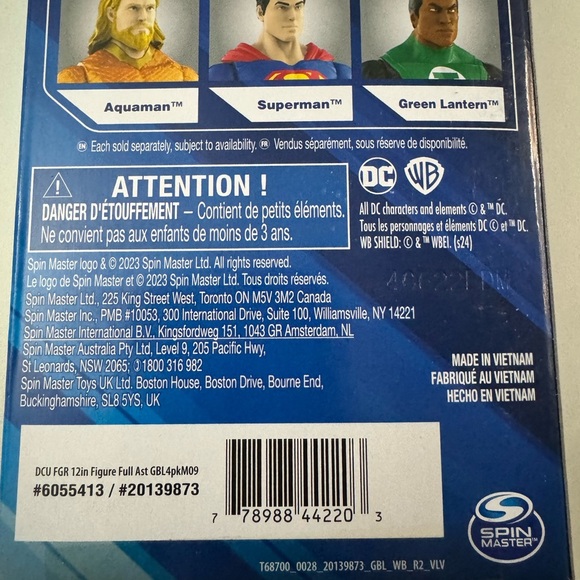 Aquaman™
Superman™
Green Lantern™
EN Each sold separately, subject to availability. FR Vendus séparément, sous réserve de disponibilité.
ATTENTION !
DANGER D'ÉTOUFFEMENT – Contient de petits éléments.
Ne convient pas aux enfants de moins de 3 ans.
DC WB
All DC characters and elements © & ™ DC.
Tous les personnages et éléments DC © et ™ DC.
WB SHIELD: © & ™ WBEI. (s24)
Spin Master logo & © 2023 Spin Master Ltd. All rights reserved.
Le logo de Spin Master et © 2023 Spin Master Ltd. Tous droits réservés.
Spin Master Ltd., 225 King Street West, Toronto ON M5V 3M2 Canada
Spin Master Inc., PMB #10053, 300 International Drive, Suite 100, Williamsville, NY 14221
Spin Master International B.V., Kingsfordweg 151, 1043 GR Amsterdam, NL
Spin Master Australia Pty Ltd, Level 9, 205 Pacific Hwy,
St Leonards, NSW 2065; 1800 316 982
Spin Master Toys UK Ltd. Boston House, Boston Drive, Bourne End,
Buckinghamshire, SL8 5YS, UK
MADE IN VIETNAM
FABRIQUÉ AU VIETNAM
HECHO EN VIETNAM
DCU FGR 12in Figure Full Ast GBL4pkM09
#6055413 / #20139873
7 78988 44220 3
SPIN
MASTER™
T68700_0028_20139873_GBL_WB_R2_VLV